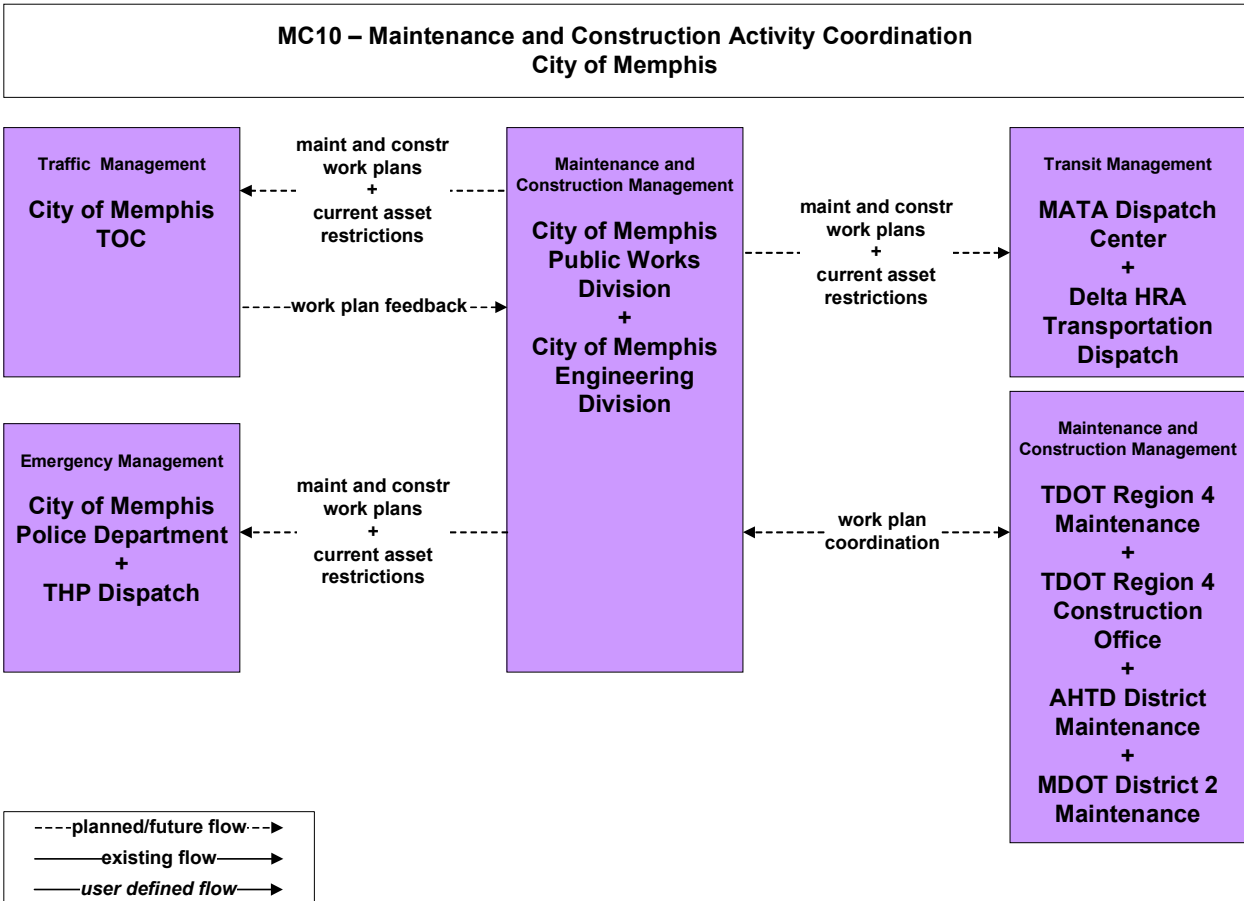 MC10 – Maintenance and Construction Activity Coordination
City of Memphis
Traffic Management
City of Memphis
TOC
maint and constr
work plans
+
current asset
restrictions
work plan feedback
Maintenance and
Construction Management
City of Memphis
Public Works
Division
+
City of Memphis
Engineering
Division
maint and constr
work plans
+
current asset
restrictions
Transit Management
MATA Dispatch
Center
+
Delta HRA
Transportation
Dispatch
Emergency Management
City of Memphis
Police Department
+
THP Dispatch
maint and constr
work plans
+
current asset
restrictions
work plan
coordination
Maintenance and
Construction Management
TDOT Region 4
Maintenance
+
TDOT Region 4
Construction
Office
+
AHTD District
Maintenance
+
MDOT District 2
Maintenance
planned/future flow
existing flow
user defined flow